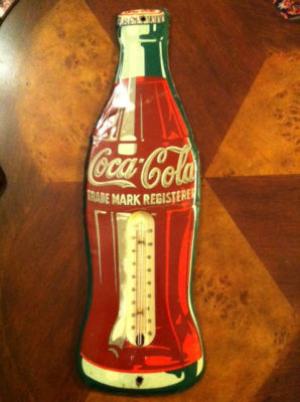 Coca-Cola
TRADE MARK REGISTERED